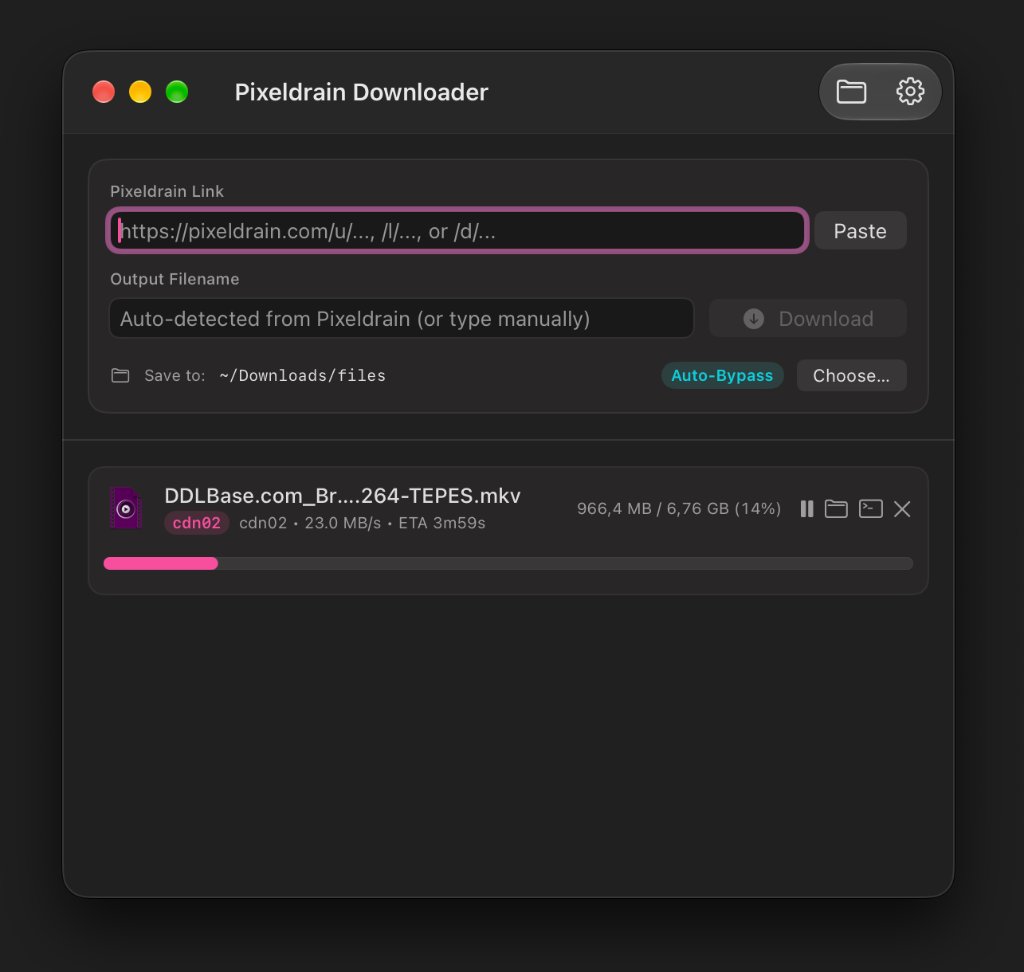 Pixeldrain Downloader
Pixeldrain Link
https://pixeldrain.com/u/..., /l/..., or /d/...
Paste
Output Filename
Auto-detected from Pixeldrain (or type manually)
Download
Save to: ~/Downloads/files
Auto-Bypass
Choose...
DDLBase.com_Br....264-TEPES.mkv
cdn02 cdn02 • 23.0 MB/s • ETA 3m59s
966,4 MB / 6,76 GB (14%)